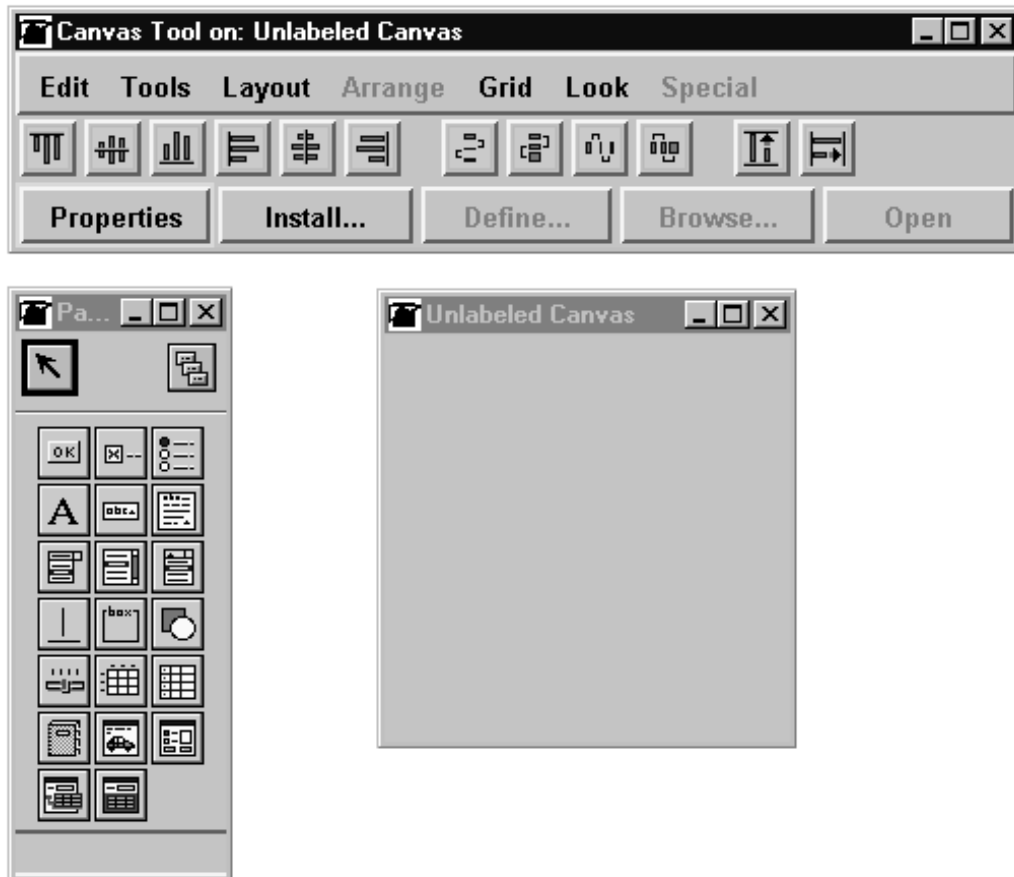 Canvas Tool on: Unlabeled Canvas
Edit Tools Layout Arrange Grid Look Special
Properties Install... Define... Browse... Open
Pa...
Unlabeled Canvas
OK
A
abc
box